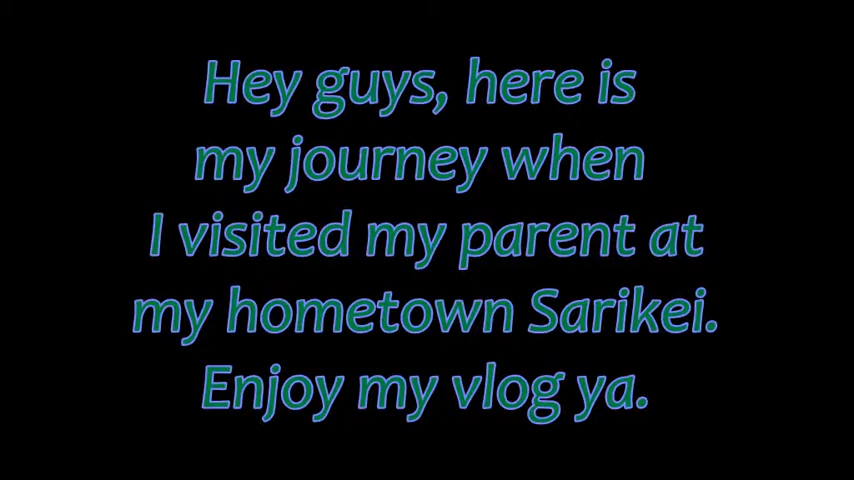 Hey guys, here is
my journey when
I visited my parent at
my hometown Sarikei.
Enjoy my vlog ya.